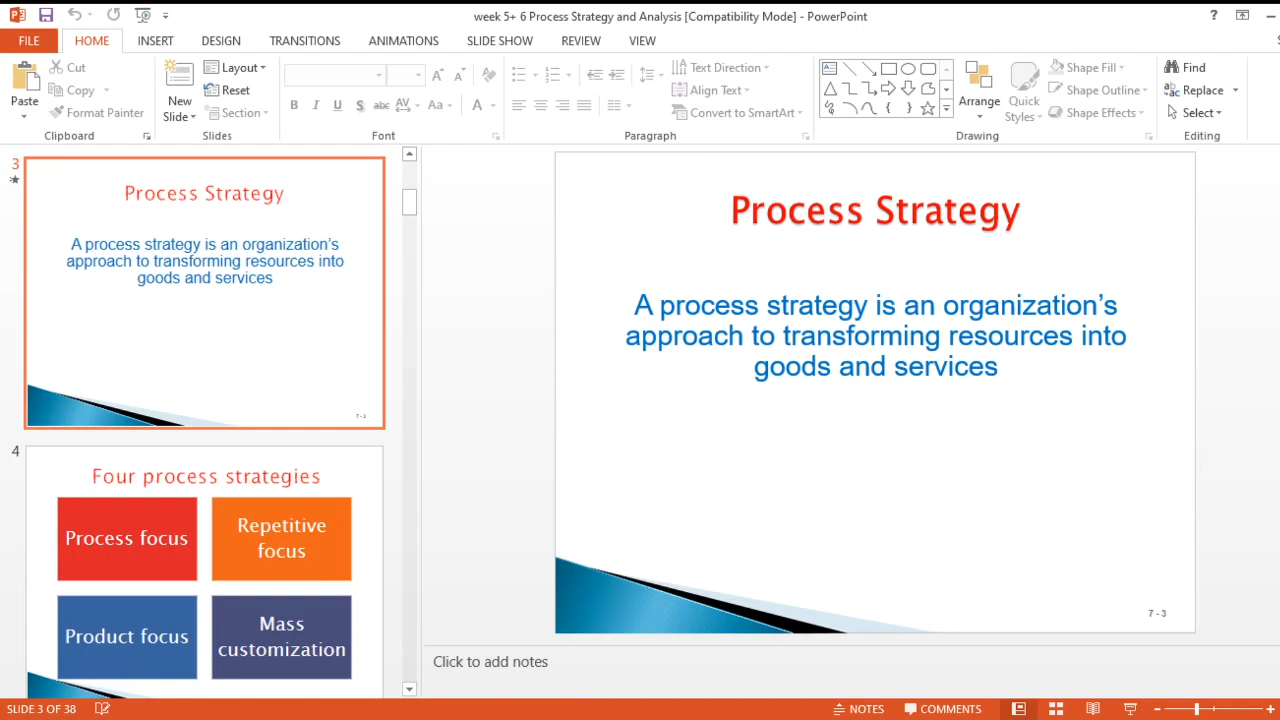 week 5+ 6 Process Strategy and Analysis [Compatibility Mode] - PowerPoint
?
FILE HOME INSERT DESIGN TRANSITIONS ANIMATIONS SLIDE SHOW REVIEW VIEW
Paste
Cut
Copy
Format Painter
Clipboard
New
Slide
Layout
Reset
Section
Slides
B I U S abc AV Aa A
Font
Text Direction
Align Text
Convert to SmartArt
Paragraph
Arrange
Quick
Styles
Shape Fill
Shape Outline
Shape Effects
Drawing
Find
Replace
Select
Editing
3
Process Strategy
A process strategy is an organization’s
approach to transforming resources into
goods and services
7 - 3
4
Four process strategies
Process focus
Repetitive
focus
Product focus
Mass
customization
Process Strategy
A process strategy is an organization’s
approach to transforming resources into
goods and services
7 - 3
Click to add notes
SLIDE 3 OF 38
NOTES COMMENTS